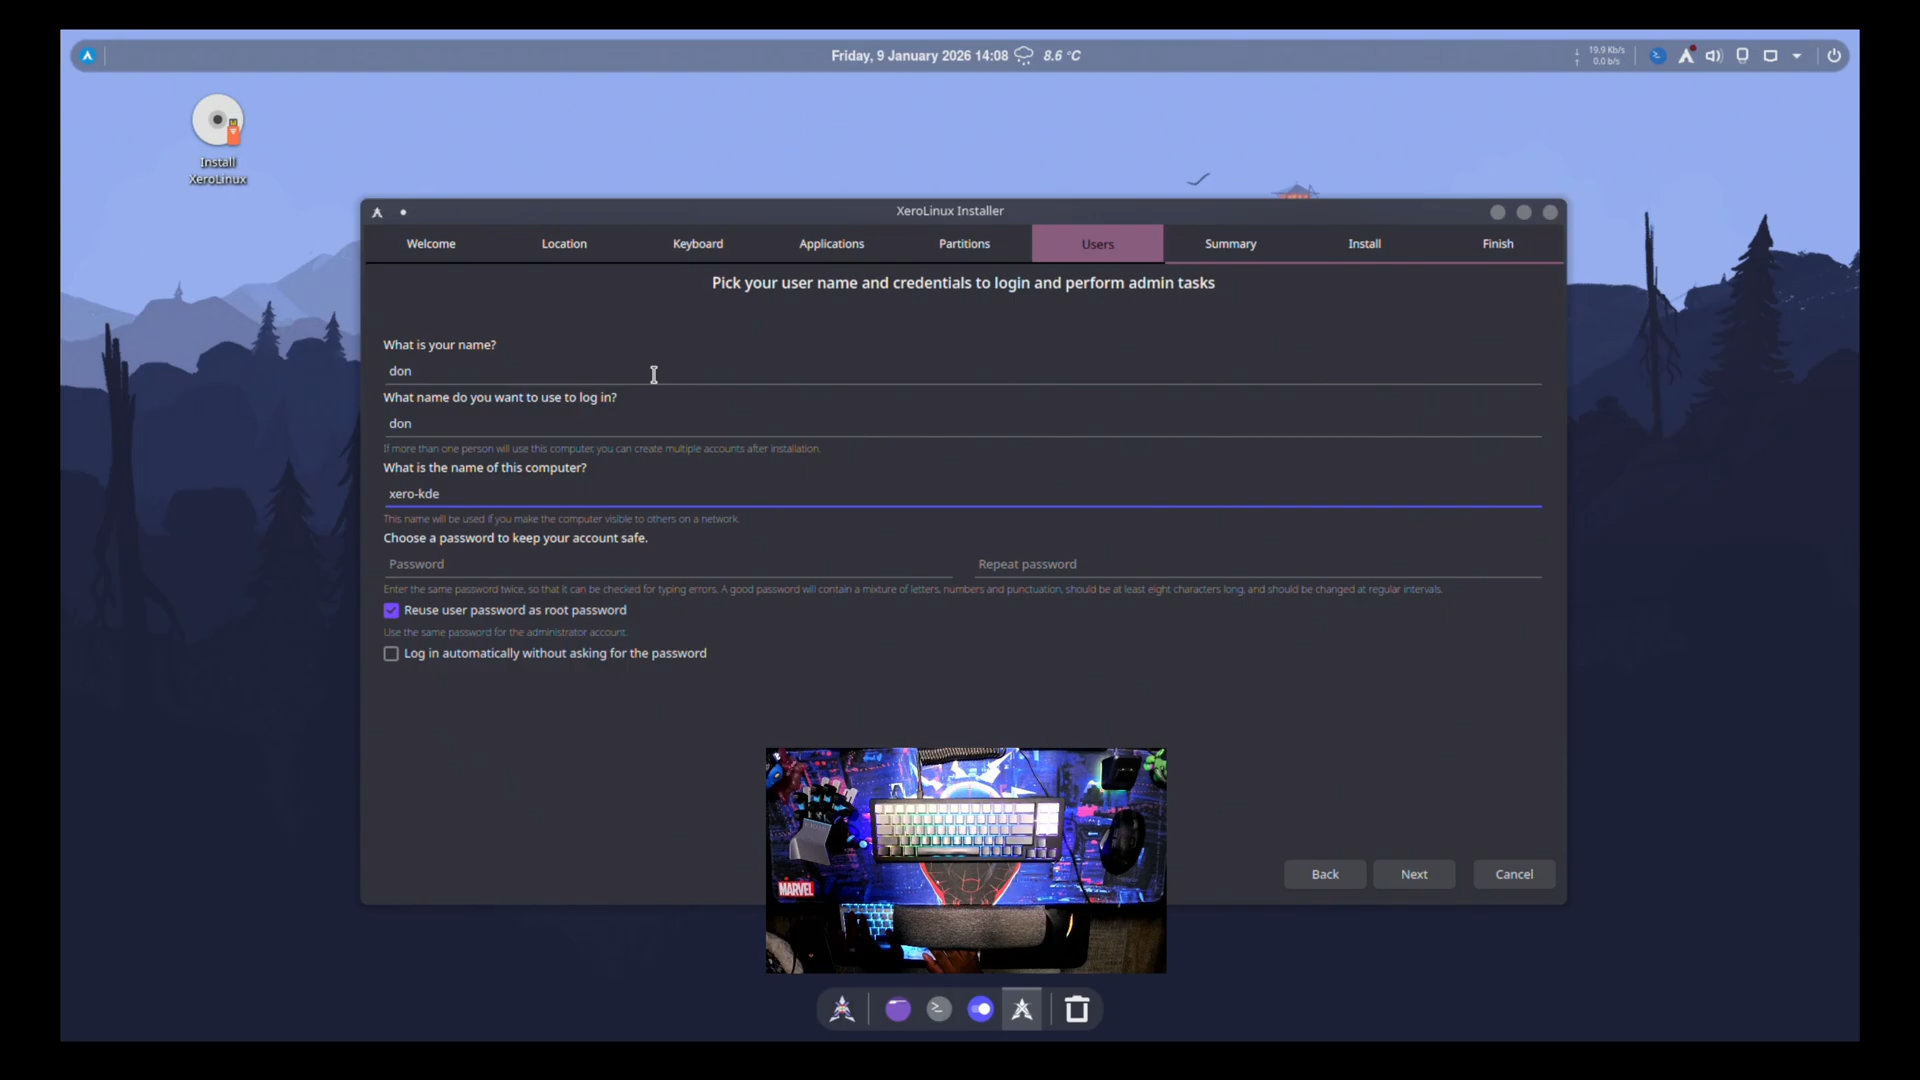 Friday, 9 January 2026 14:08 8.6 °C
19.9 Kb/s
0.0 b/s
Install
XeroLinux
XeroLinux Installer
Welcome Location Keyboard Applications Partitions Users Summary Install Finish
Pick your user name and credentials to login and perform admin tasks
What is your name?
don
What name do you want to use to log in?
don
If more than one person will use this computer, you can create multiple accounts after installation.
What is the name of this computer?
xero-kde
This name will be used if you make the computer visible to others on a network.
Choose a password to keep your account safe.
Password Repeat password
Enter the same password twice, so that it can be checked for typing errors. A good password will contain a mixture of letters, numbers and punctuation, should be at least eight characters long, and should be changed at regular intervals.
Reuse user password as root password
Use the same password for the administrator account.
Log in automatically without asking for the password
MARVEL
Back Next Cancel